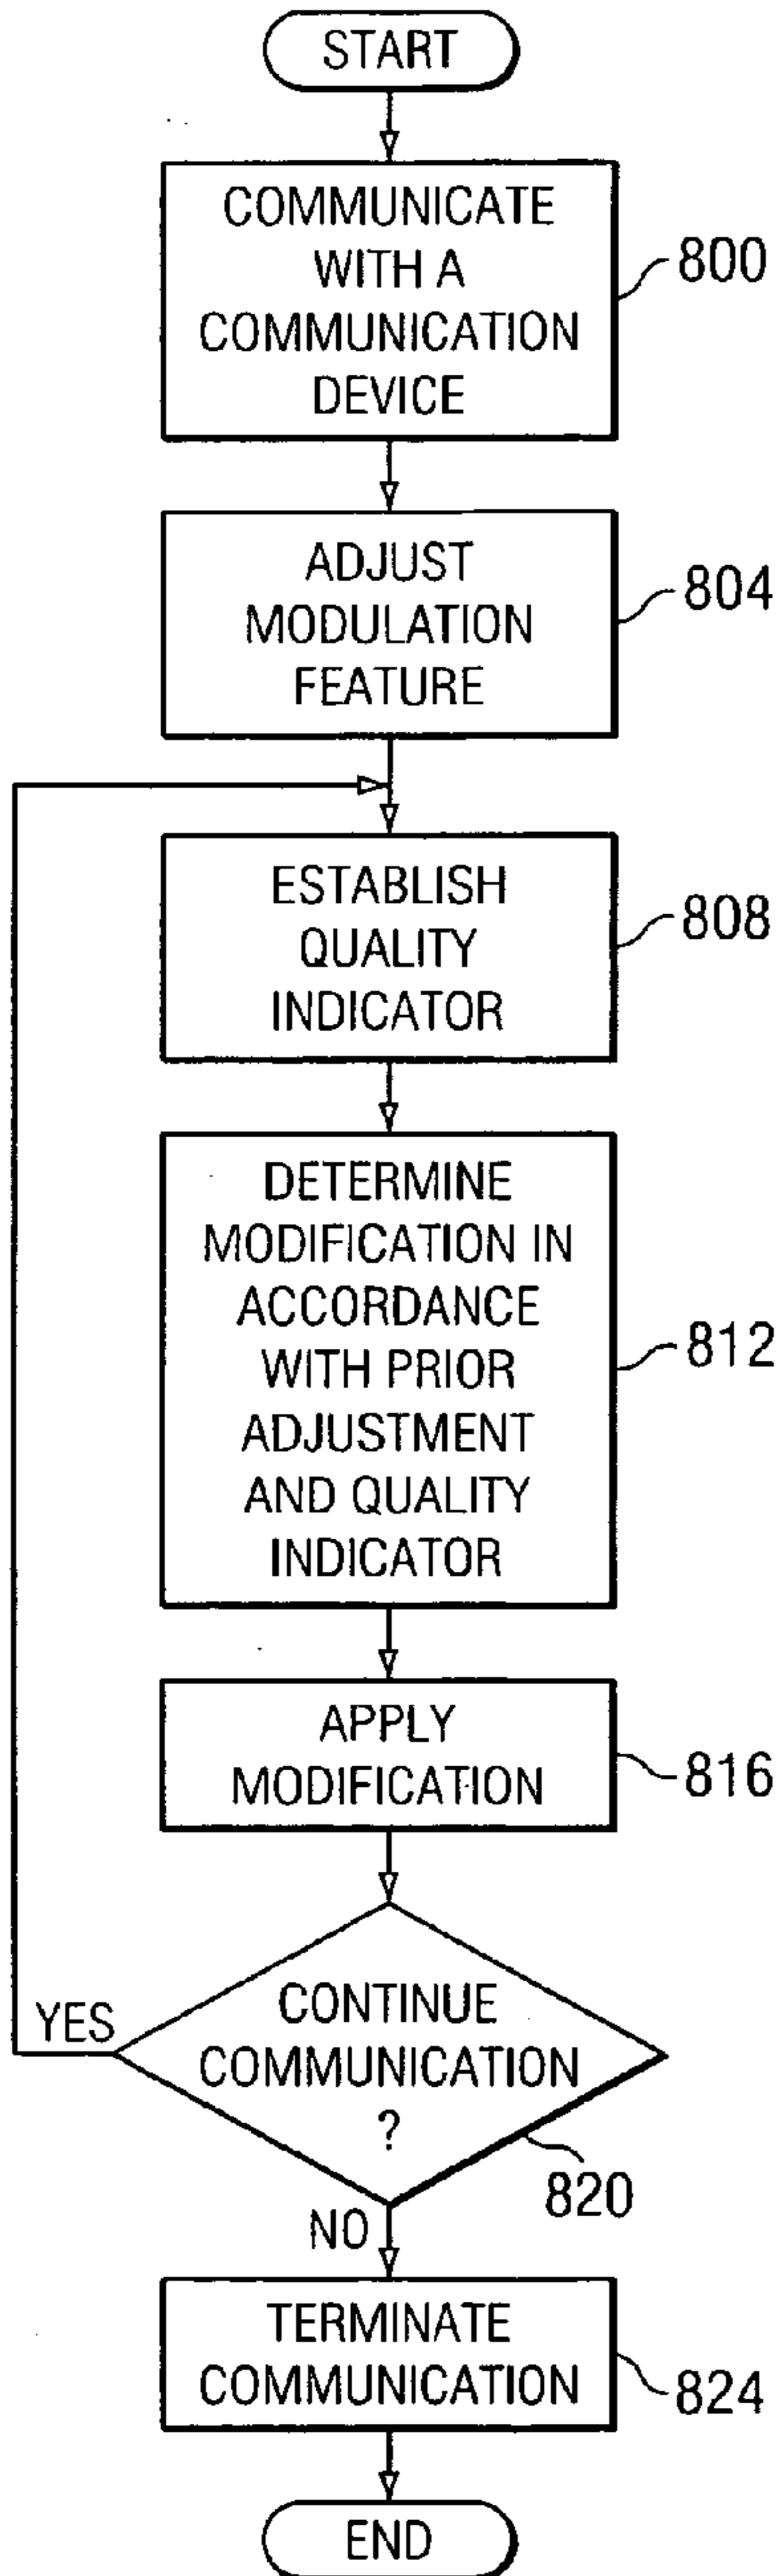 START
COMMUNICATE
WITH A
COMMUNICATION
DEVICE
800
ADJUST
MODULATION
FEATURE
804
ESTABLISH
QUALITY
INDICATOR
808
DETERMINE
MODIFICATION IN
ACCORDANCE
WITH PRIOR
ADJUSTMENT
AND QUALITY
INDICATOR
812
APPLY
MODIFICATION
816
CONTINUE
COMMUNICATION
?
YES
820
NO
TERMINATE
COMMUNICATION
824
END